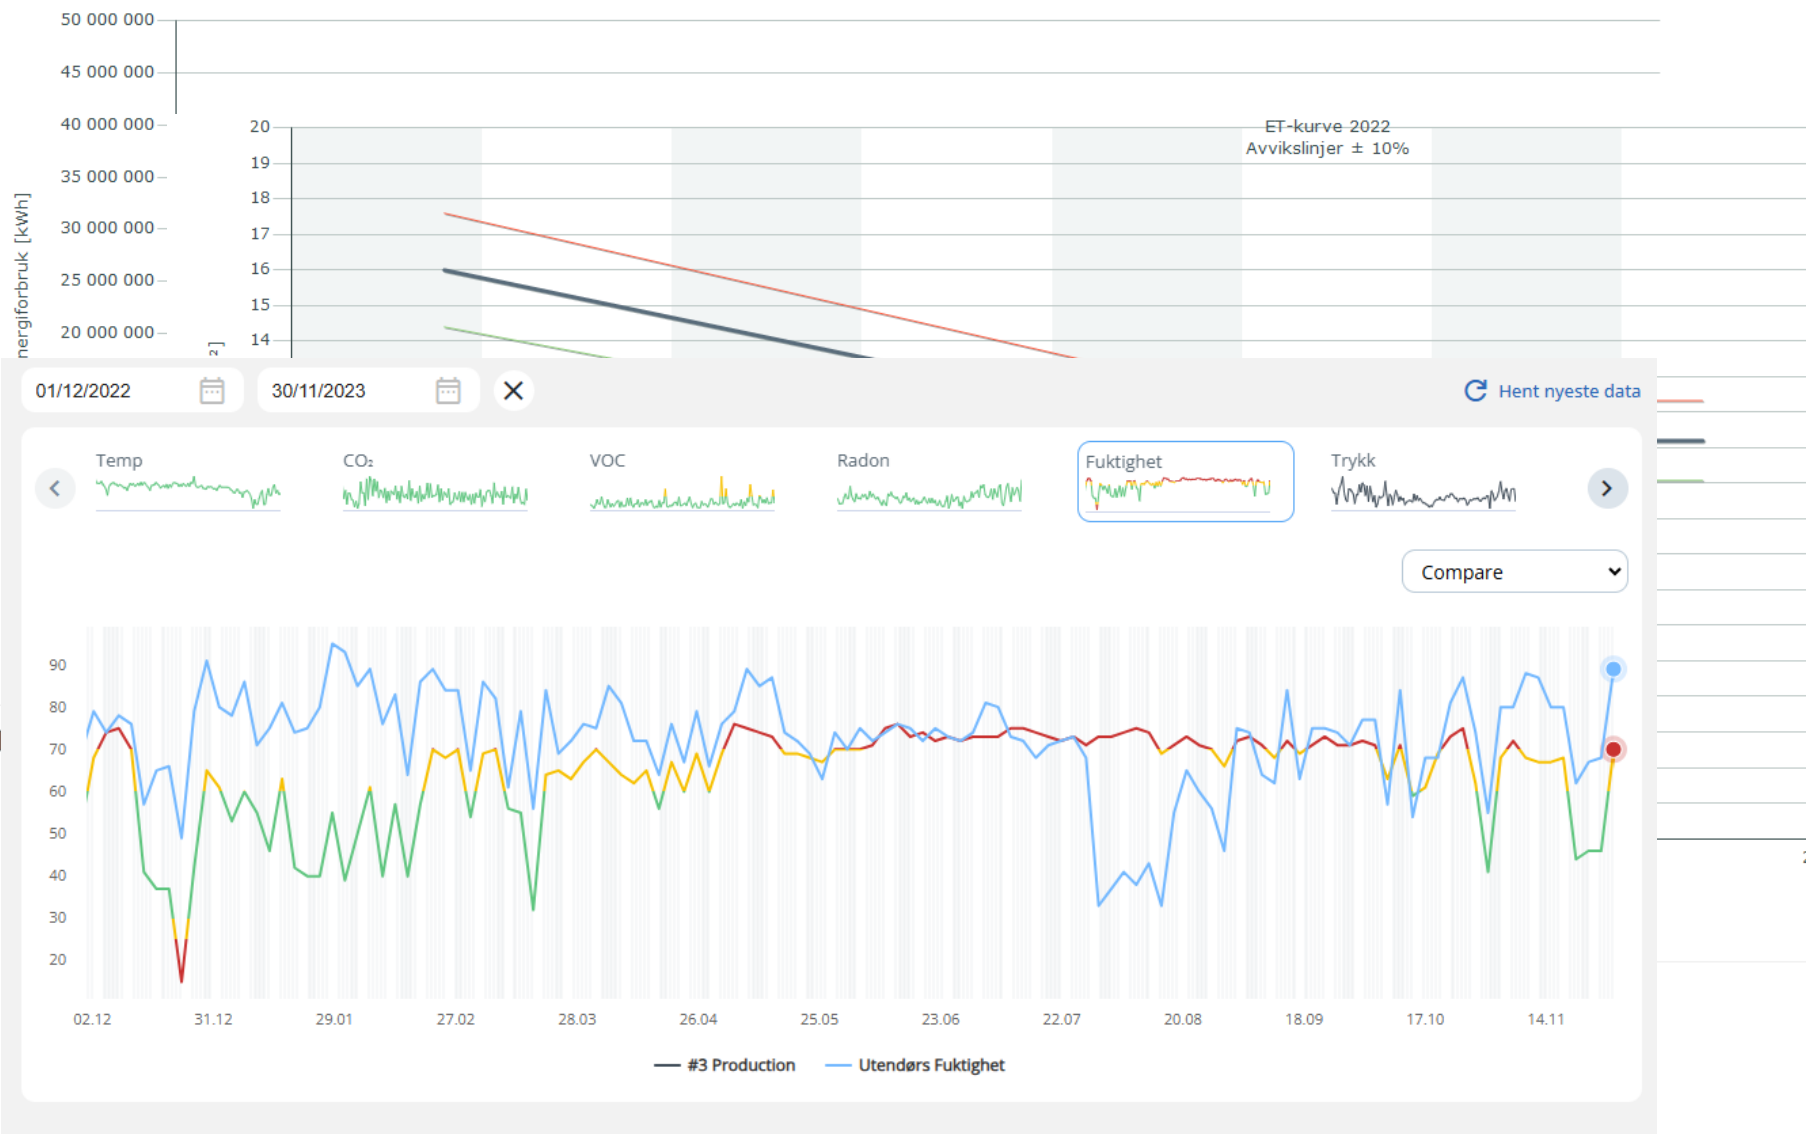 50 000 000
45 000 000
40 000 000
35 000 000
30 000 000
25 000 000
20 000 000
nergiforbruk [kWh]
20
19
18
17
16
15
14
²]
ET-kurve 2022
Avvikslinjer ± 10%
01/12/2022
30/11/2023
Hent nyeste data
Temp
CO₂
VOC
Radon
Fuktighet
Trykk
Compare
90
80
70
60
50
40
30
20
02.12
31.12
29.01
27.02
28.03
26.04
25.05
23.06
22.07
20.08
18.09
17.10
14.11
#3 Production
Utendørs Fuktighet